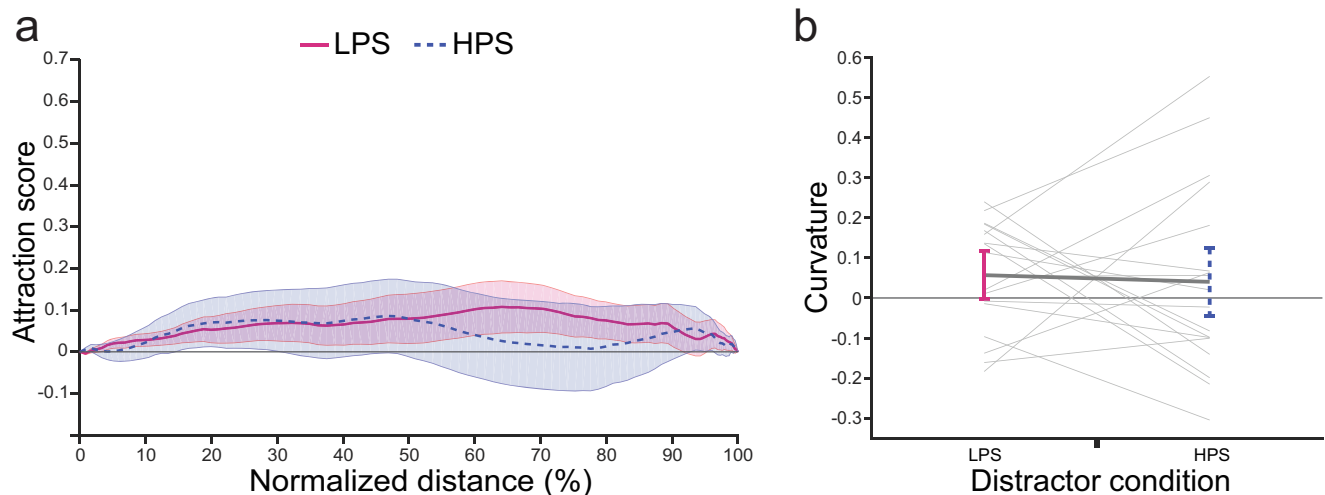 a
LPS HPS
0.7
0.6
0.5
0.4
0.3
0.2
0.1
0
-0.1
Attraction score
0 10 20 30 40 50 60 70 80 90 100
Normalized distance (%)
b
0.6
0.5
0.4
0.3
0.2
0.1
0
-0.1
-0.2
-0.3
Curvature
LPS HPS
Distractor condition